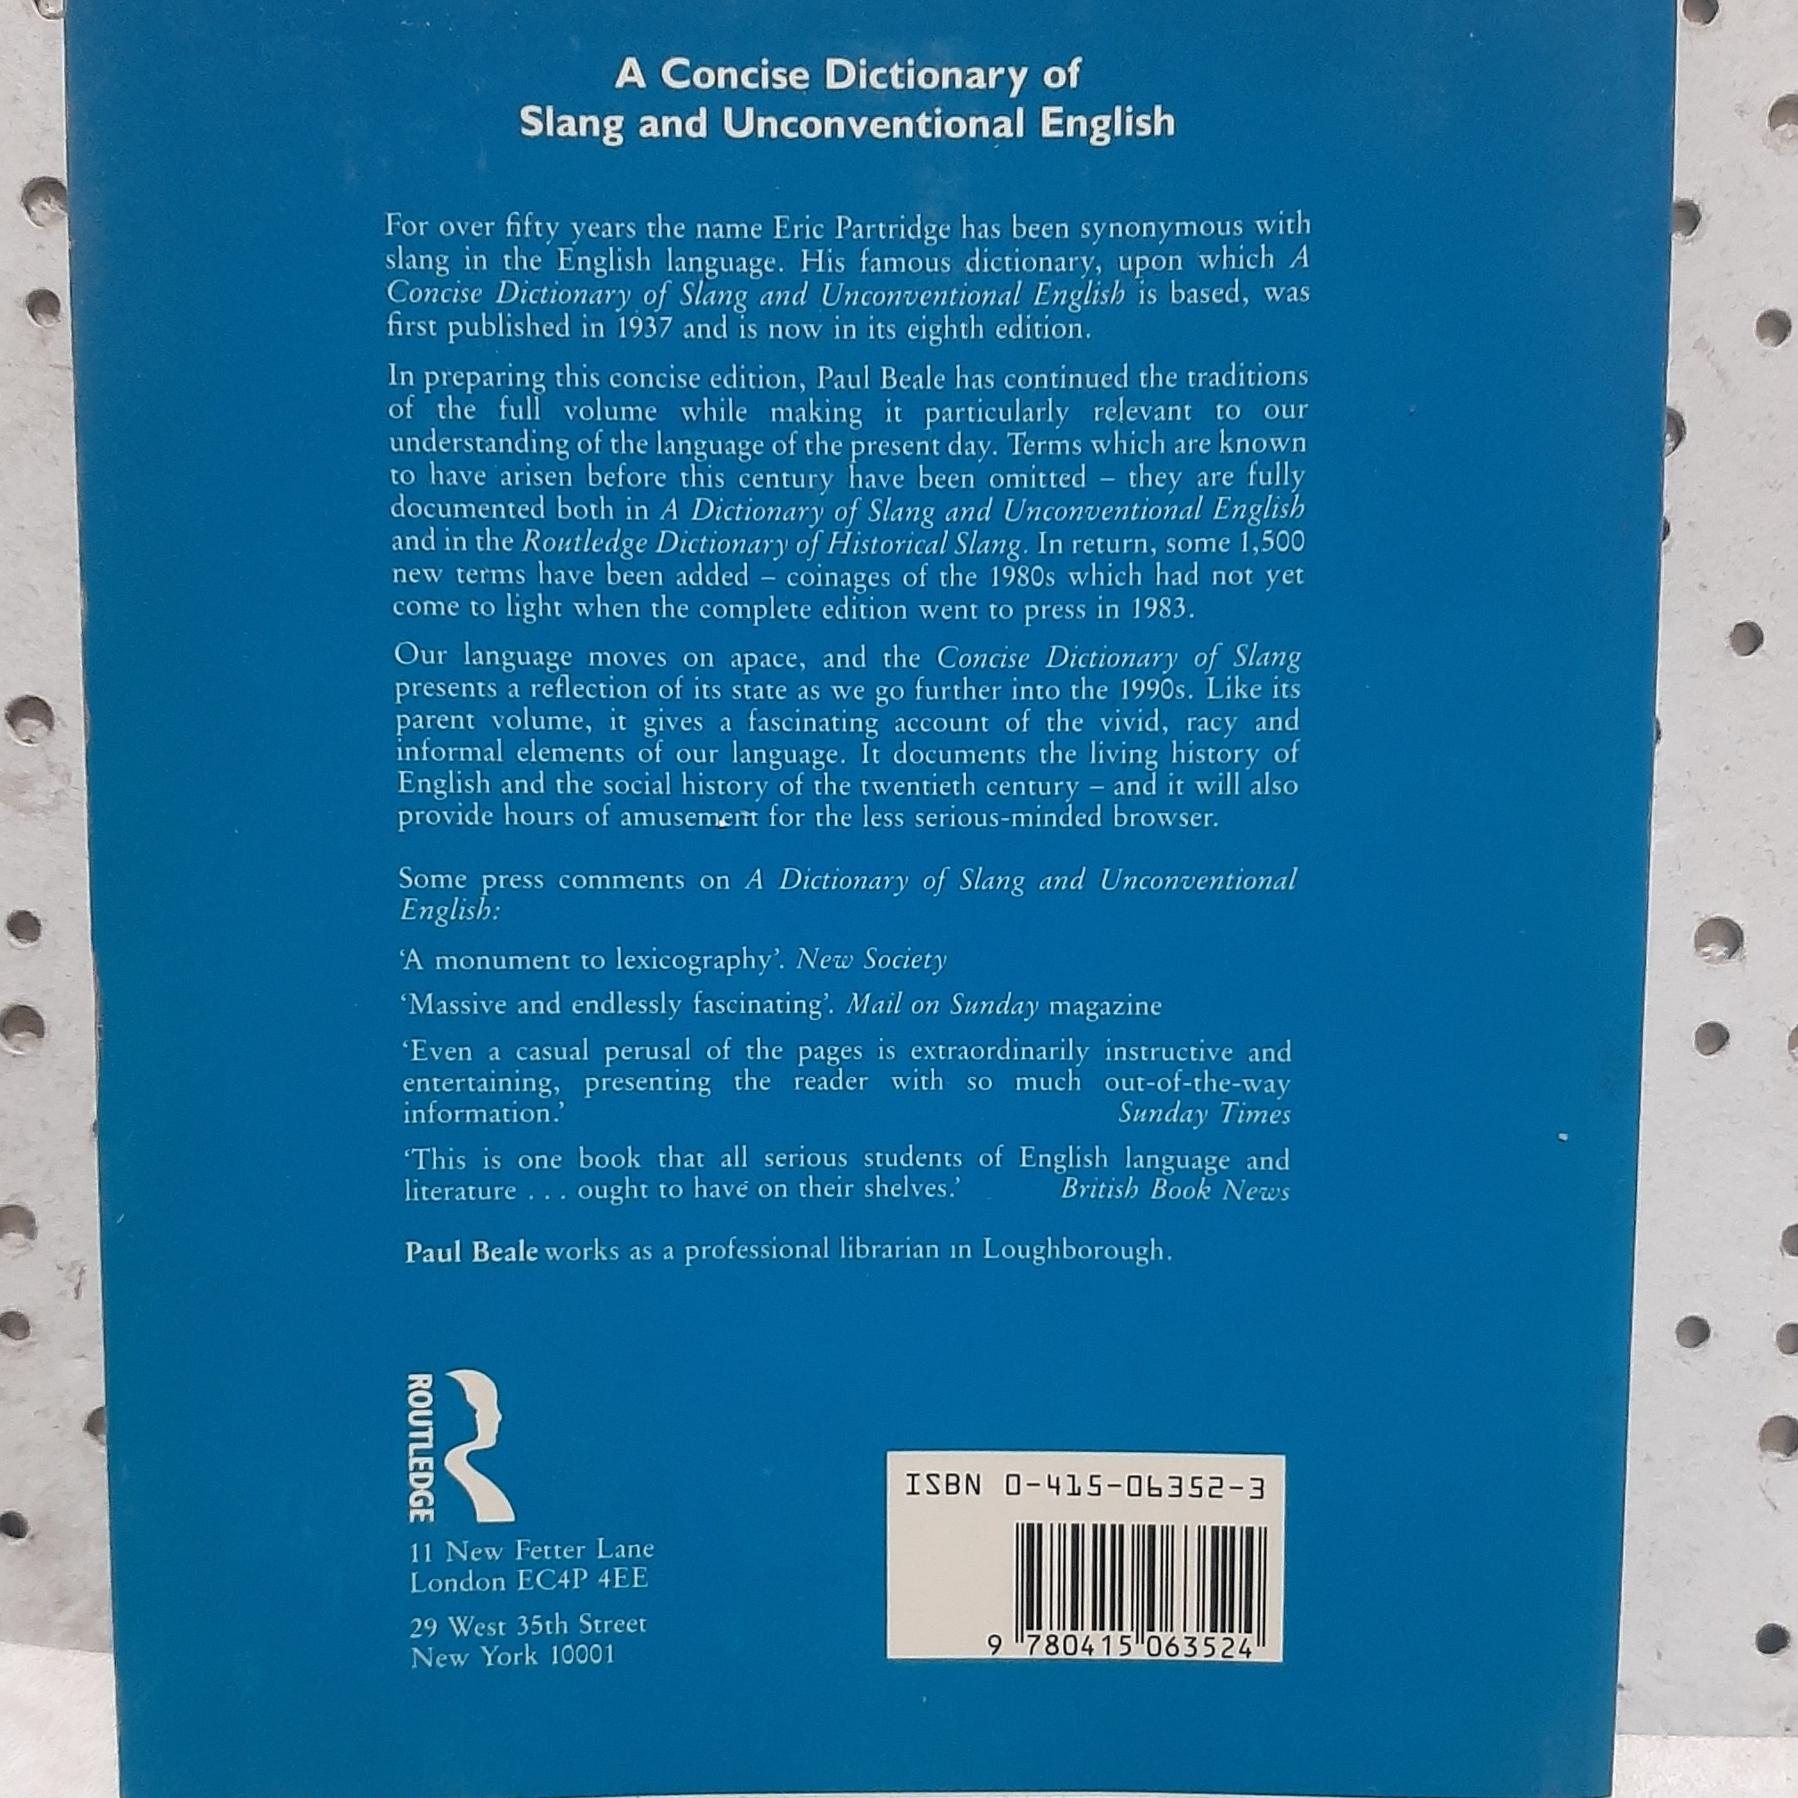 A Concise Dictionary of
Slang and Unconventional English
For over fifty years the name Eric Partridge has been synonymous with
slang in the English language. His famous dictionary, upon which A
Concise Dictionary of Slang and Unconventional English is based, was
first published in 1937 and is now in its eighth edition.
In preparing this concise edition, Paul Beale has continued the traditions
of the full volume while making it particularly relevant to our
understanding of the language of the present day. Terms which are known
to have arisen before this century have been omitted – they are fully
documented both in A Dictionary of Slang and Unconventional English
and in the Routledge Dictionary of Historical Slang. In return, some 1,500
new terms have been added – coinages of the 1980s which had not yet
come to light when the complete edition went to press in 1983.
Our language moves on apace, and the Concise Dictionary of Slang
presents a reflection of its state as we go further into the 1990s. Like its
parent volume, it gives a fascinating account of the vivid, racy and
informal elements of our language. It documents the living history of
English and the social history of the twentieth century – and it will also
provide hours of amusement for the less serious-minded browser.
Some press comments on A Dictionary of Slang and Unconventional
English:
‘A monument to lexicography’. New Society
‘Massive and endlessly fascinating’. Mail on Sunday magazine
‘Even a casual perusal of the pages is extraordinarily instructive and
entertaining, presenting the reader with so much out-of-the-way
information.’ Sunday Times
‘This is one book that all serious students of English language and
literature . . . ought to have on their shelves.’ British Book News
Paul Beale works as a professional librarian in Loughborough.
ROUTLEDGE
11 New Fetter Lane
London EC4P 4EE
29 West 35th Street
New York 10001
ISBN 0-415-06352-3
9 780415 063524